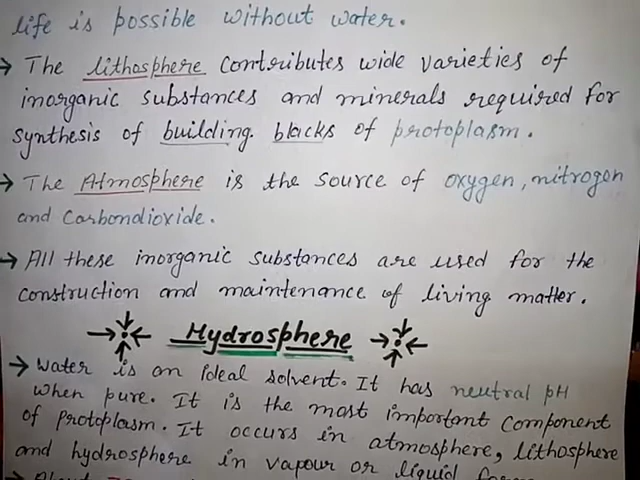 life is possible without water.
→ The lithosphere contributes wide varieties of
inorganic substances and minerals required for
synthesis of building blacks of protoplasm.
→ The Atmosphere is the source of oxygen, nitrogen
and Carbondioxide.
→ All these inorganic substances are used for the
construction and maintenance of living matter.
Hydrosphere
→ Water is an ideal solvent. It has neutral pH
when pure. It is the most important component
of protoplasm. It occurs in atmosphere, lithosphere
and hydrosphere in vapour or liquid